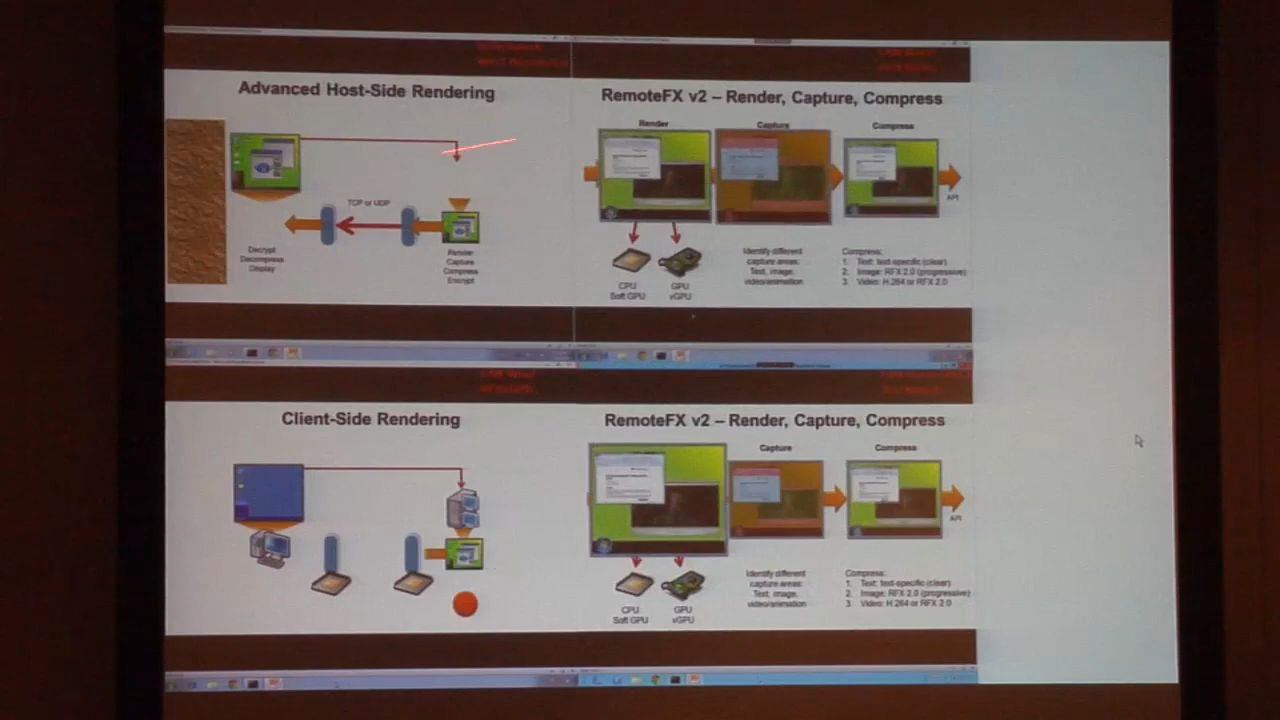 Advanced Host-Side Rendering
TCP or UDP
Decrypt
Decompress
Display
Render
Capture
Compress
Encrypt
RemoteFX v2 – Render, Capture, Compress
Render
Capture
Compress
API
CPU
Soft GPU
GPU
vGPU
Identify different
capture areas:
Text, image,
video/animation
Compress:
1. Text: text-specific (clear)
2. Image: RFX 2.0 (progressive)
3. Video: H.264 or RFX 2.0
Client-Side Rendering
RemoteFX v2 – Render, Capture, Compress
Capture
Compress
API
CPU
Soft GPU
GPU
vGPU
Identify different
capture areas:
Text, image,
video/animation
Compress:
1. Text: text-specific (clear)
2. Image: RFX 2.0 (progressive)
3. Video: H.264 or RFX 2.0